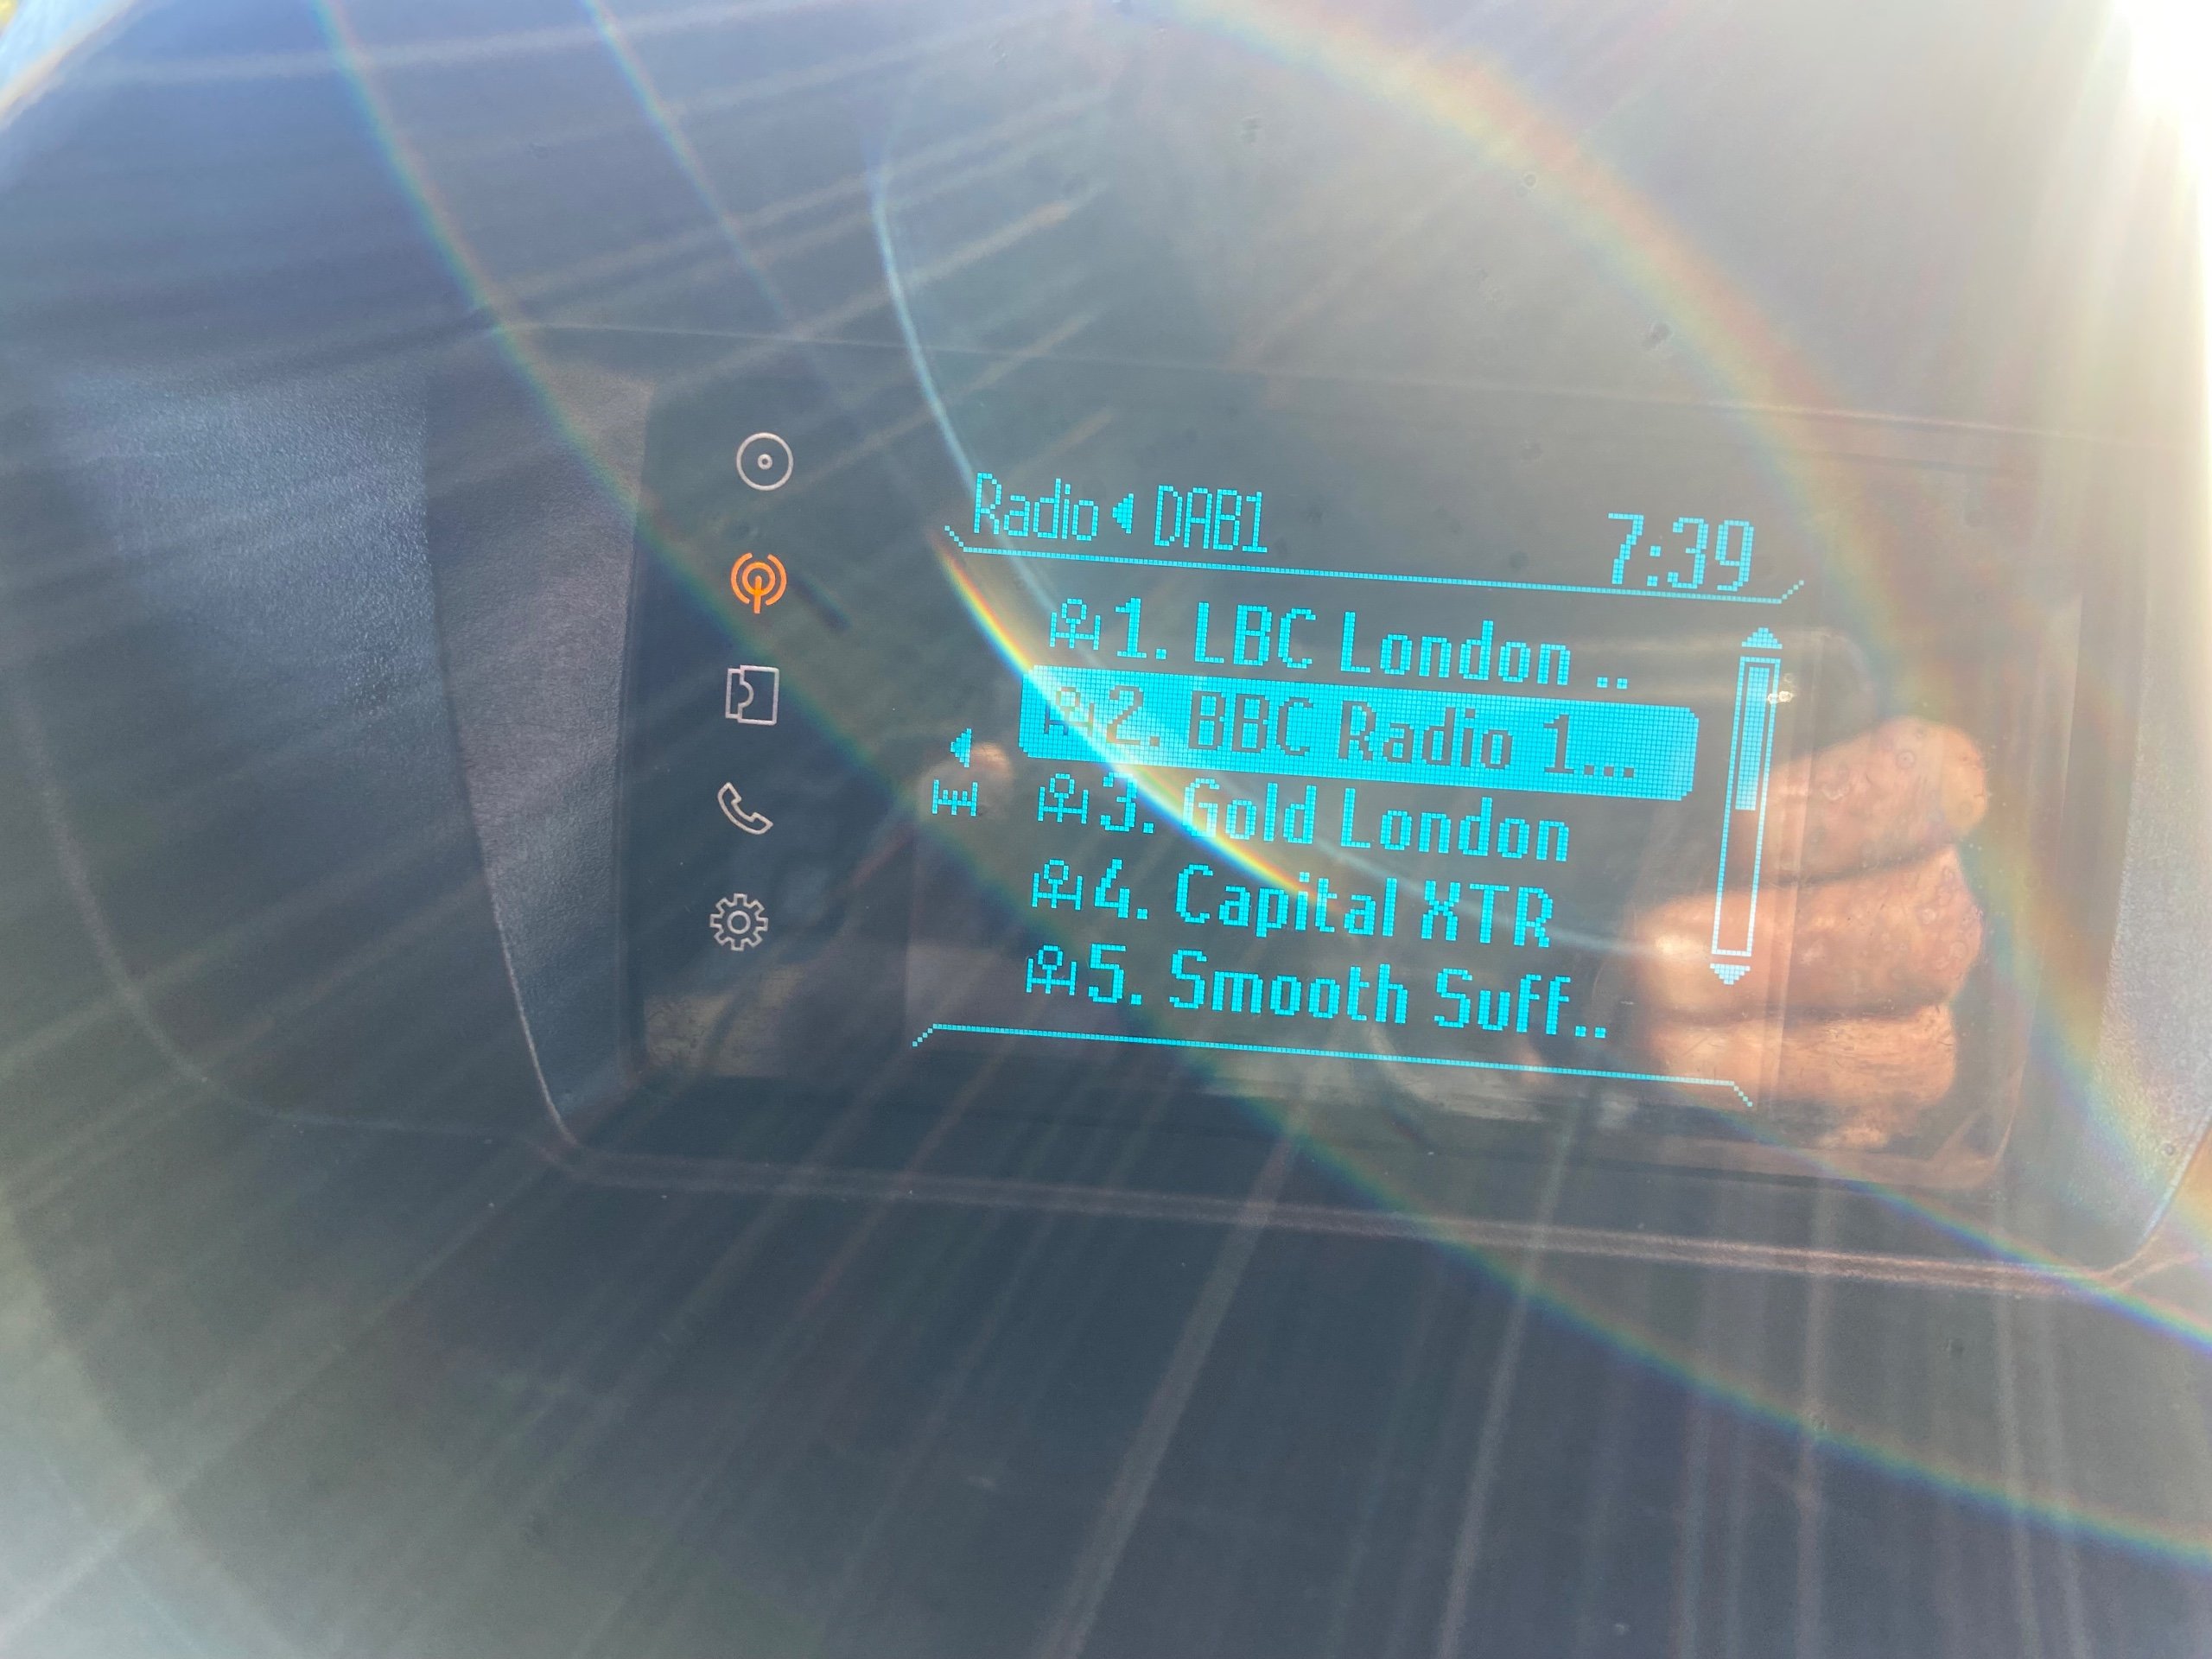 Radio DAB1 7:39
1. LBC London ..
2. BBC Radio 1...
3. Gold London
4. Capital XTR
5. Smooth Suff..